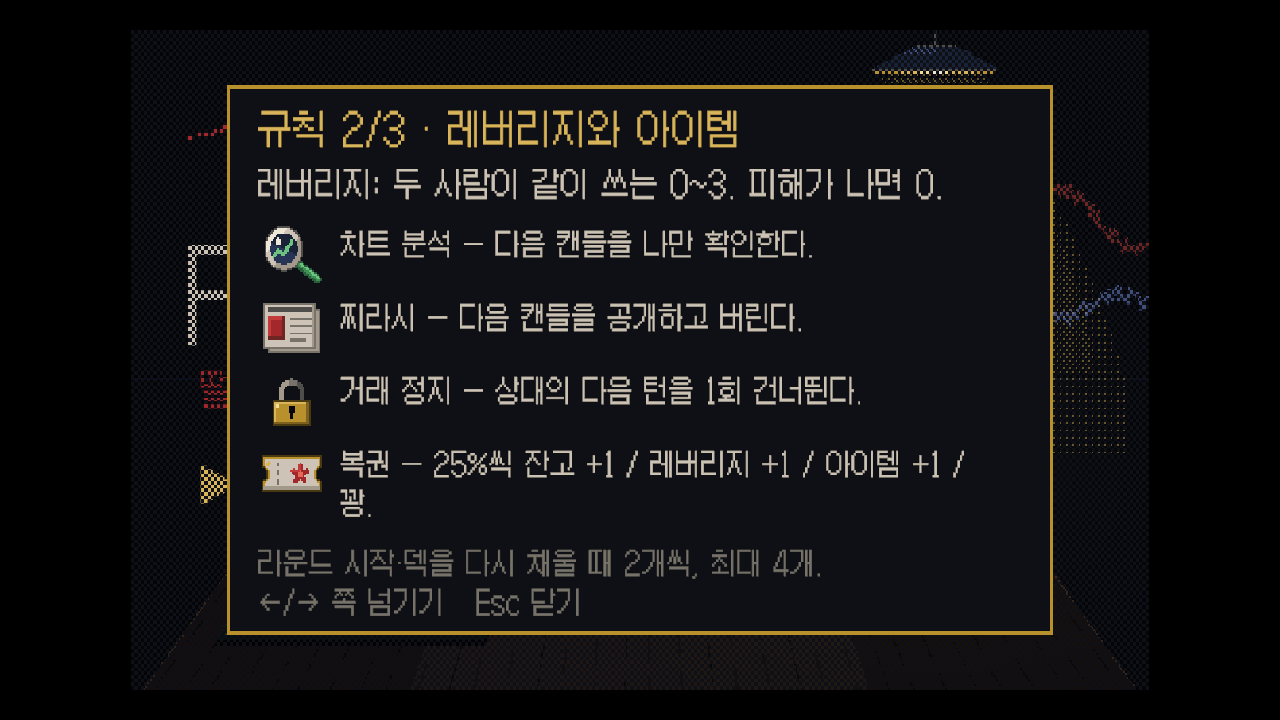 규칙 2/3 · 레버리지와 아이템
레버리지: 두 사람이 같이 쓰는 0~3. 피해가 나면 0.
차트 분석 — 다음 캔들을 나만 확인한다.
찌라시 — 다음 캔들을 공개하고 버린다.
거래 정지 — 상대의 다음 턴을 1회 건너뛴다.
복권 — 25%씩 잔고 +1 / 레버리지 +1 / 아이템 +1 /
꽝.
라운드 시작·덱을 다시 채울 때 2개씩, 최대 4개.
←/→ 쪽 넘기기 Esc 닫기